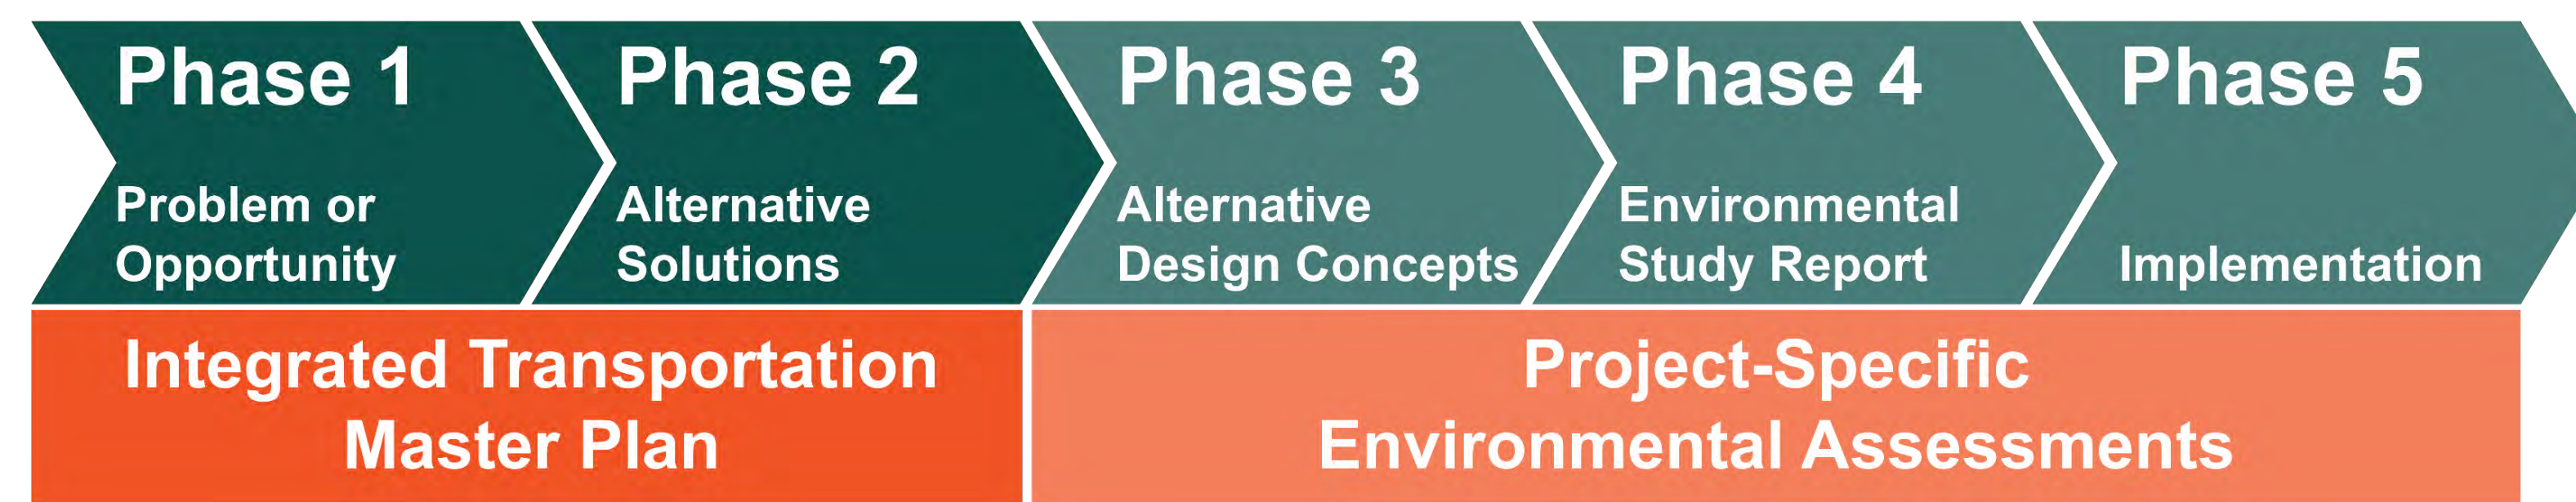 Phase 1
Problem or
Opportunity
Phase 2
Alternative
Solutions
Phase 3
Alternative
Design Concepts
Phase 4
Environmental
Study Report
Phase 5
Implementation
Integrated Transportation
Master Plan
Project-Specific
Environmental Assessments